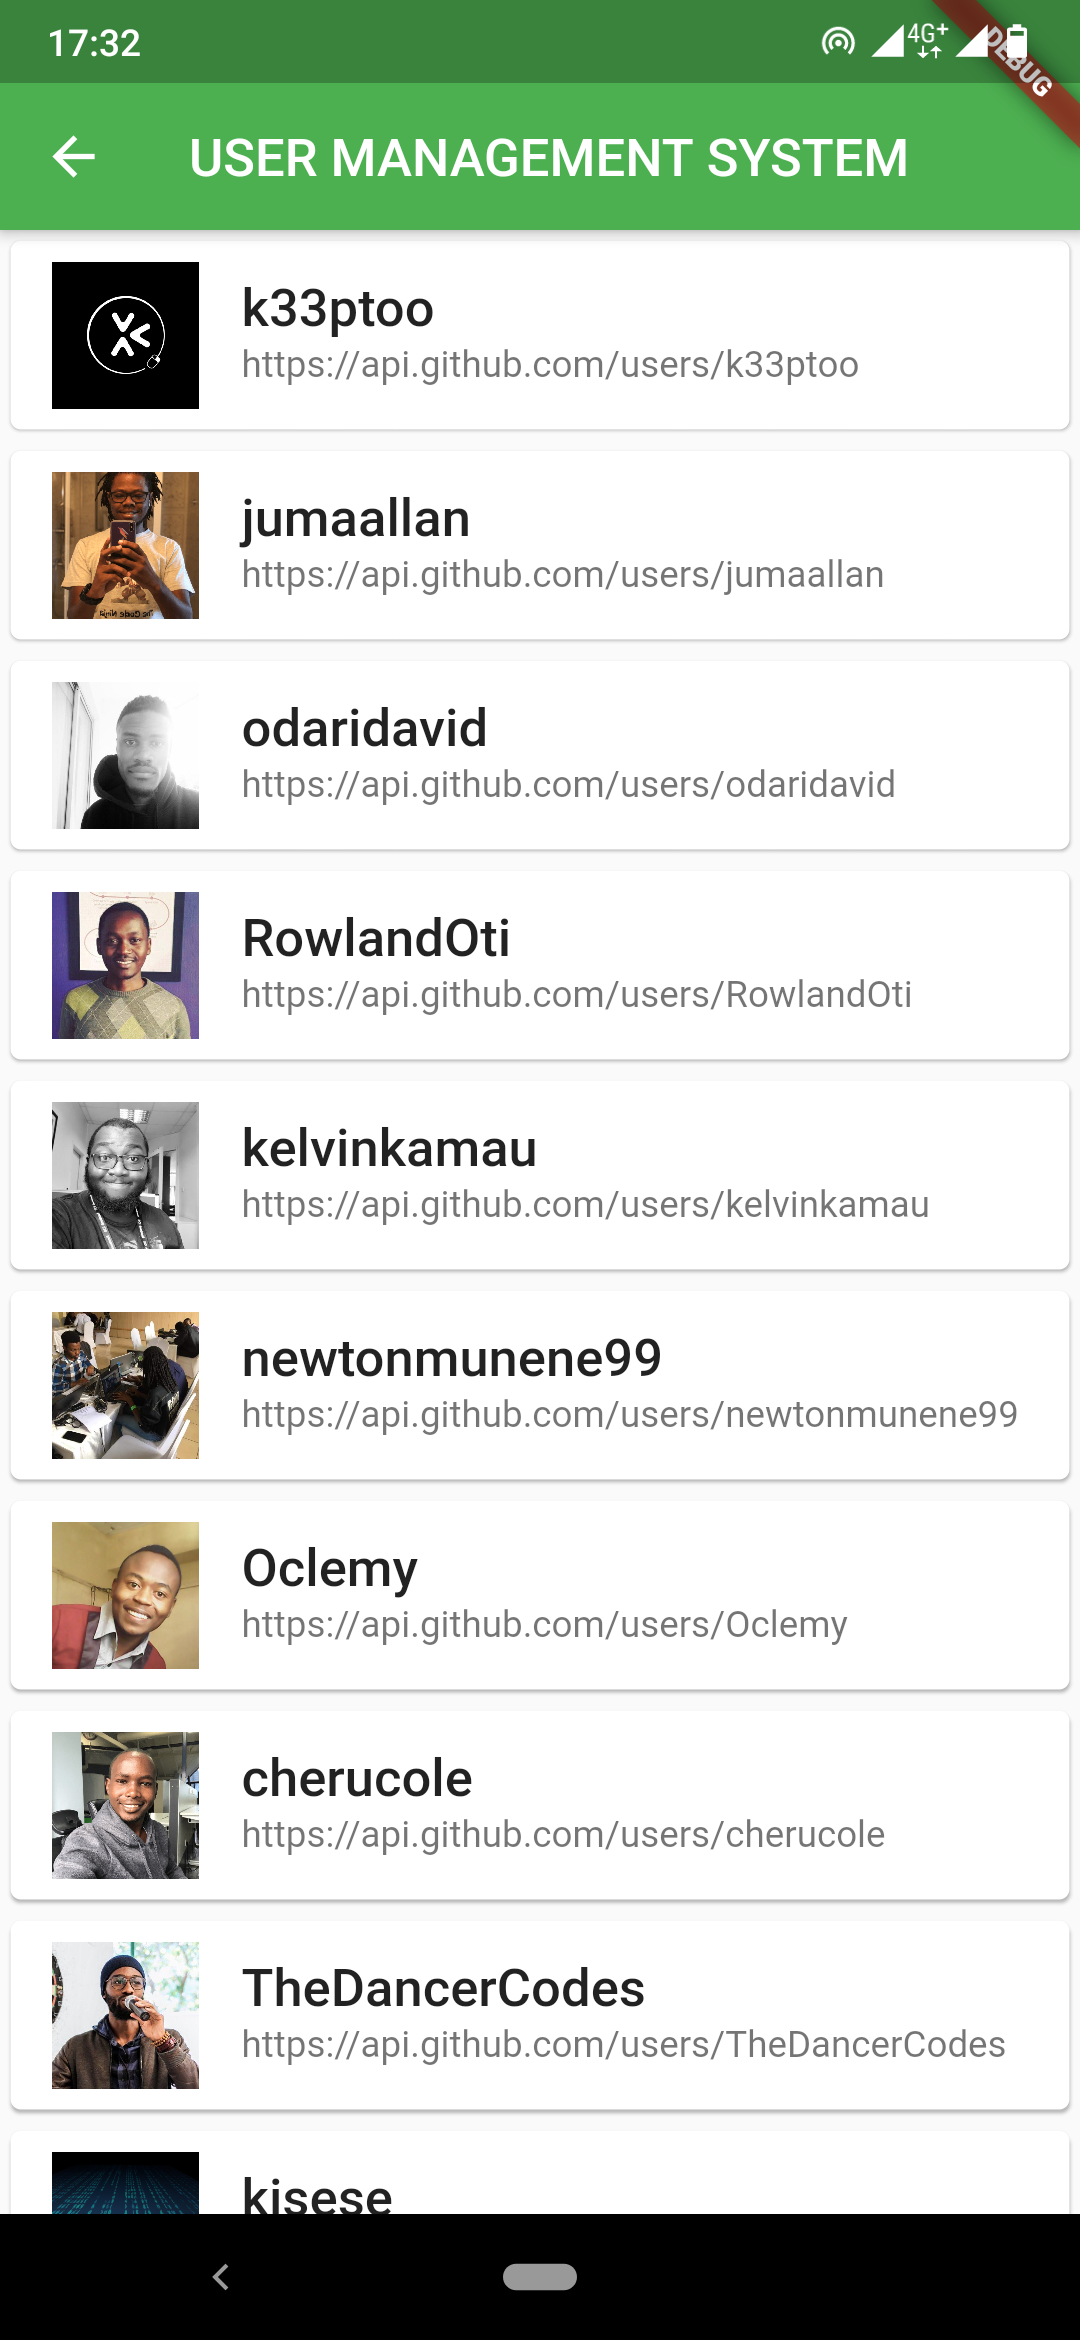 17:32
4G+
DEBUG
USER MANAGEMENT SYSTEM
k33ptoo
https://api.github.com/users/k33ptoo
jumaallan
https://api.github.com/users/jumaallan
odaridavid
https://api.github.com/users/odaridavid
RowlandOti
https://api.github.com/users/RowlandOti
kelvinkamau
https://api.github.com/users/kelvinkamau
newtonmunene99
https://api.github.com/users/newtonmunene99
Oclemy
https://api.github.com/users/Oclemy
cherucole
https://api.github.com/users/cherucole
TheDancerCodes
https://api.github.com/users/TheDancerCodes
kisese